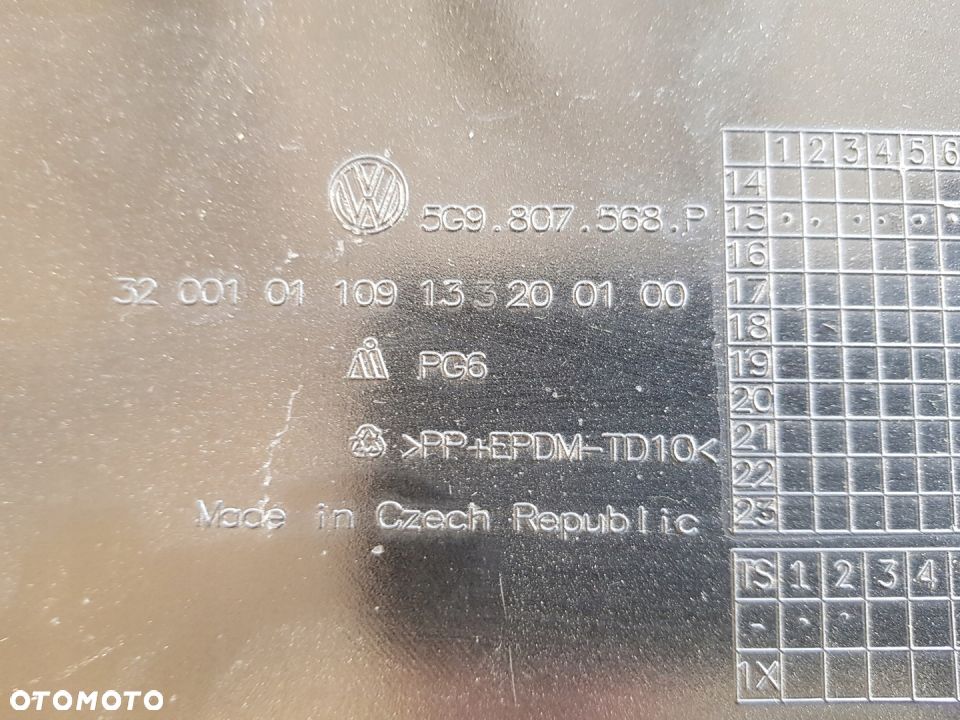 VW 5G9.807.568.P
32 001 01 109 13 3 20 01 00
PG6
>PP+EPDM-TD10<
Made in Czech Republic
1 2 3 4 5 6
14
15
16
17
18
19
20
21
22
23
TS 1 2 3 4
-
1X
OTOMOTO